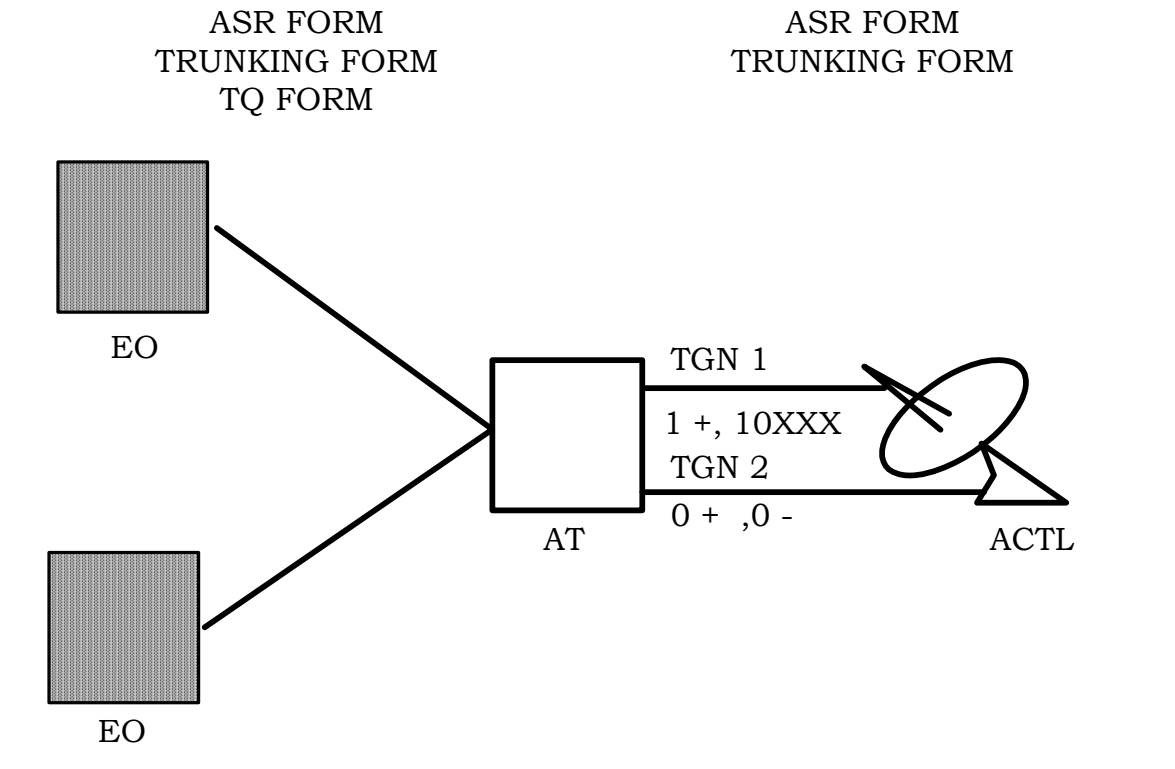 ASR FORM
TRUNKING FORM
TQ FORM
ASR FORM
TRUNKING FORM
EO
TGN 1
1 +, 10XXX
TGN 2
0 + ,0 -
AT
ACTL
EO